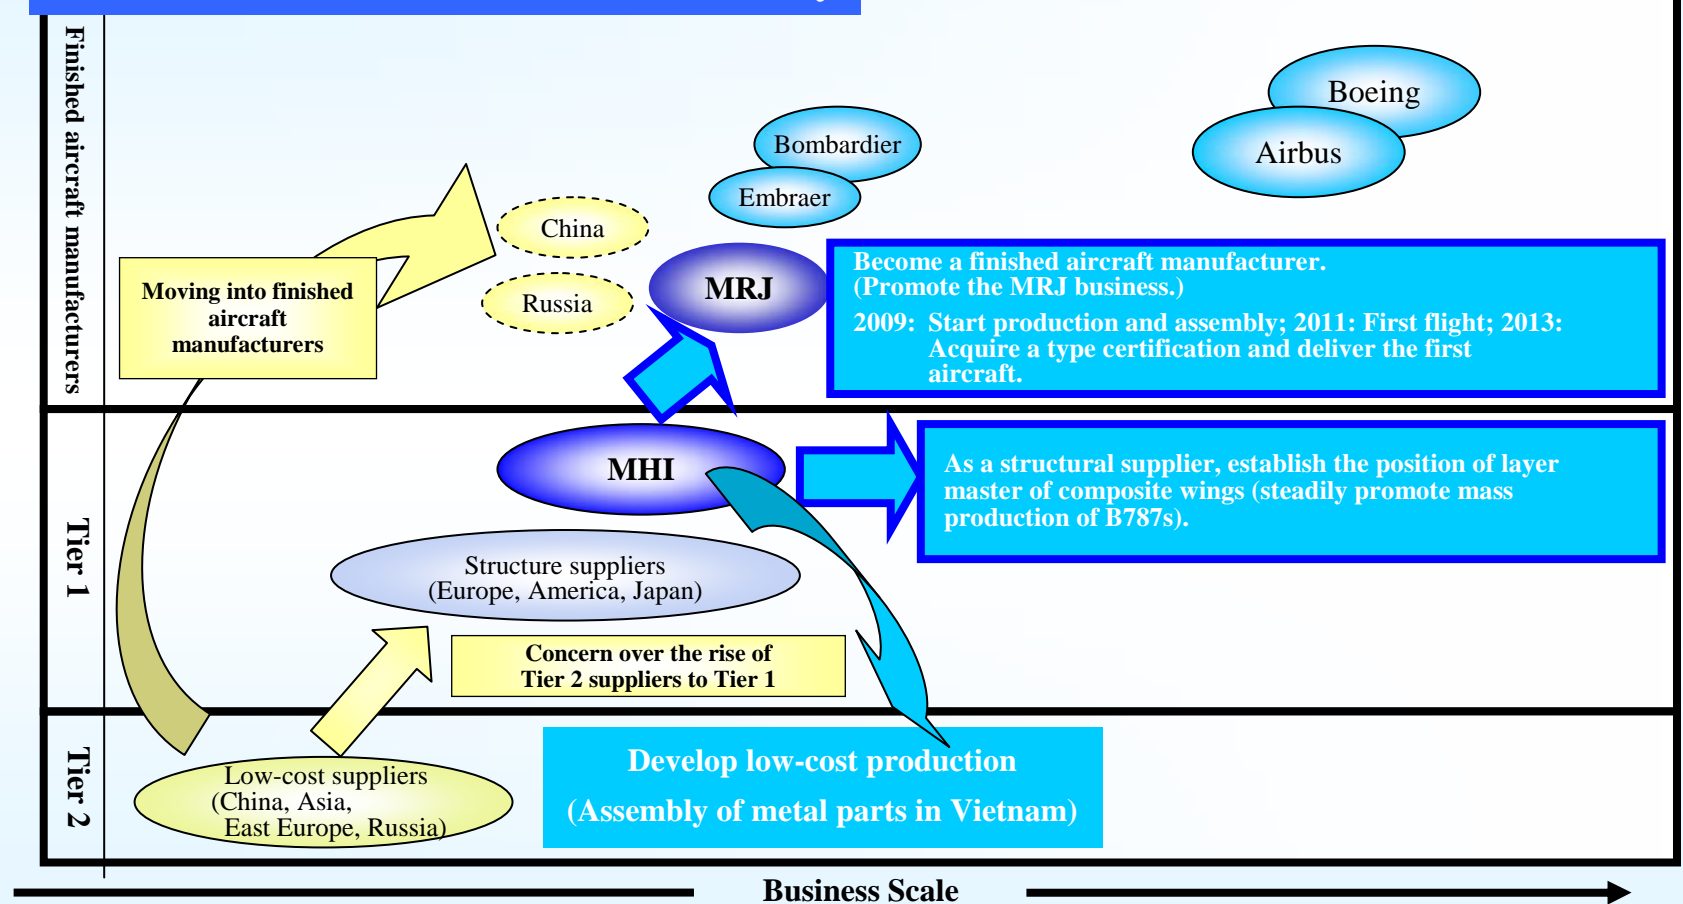 Finished aircraft manufacturers
Boeing
Airbus
Bombardier
Embraer
China
Russia
MRJ
Moving into finished
aircraft
manufacturers
Become a finished aircraft manufacturer.
(Promote the MRJ business.)
2009: Start production and assembly; 2011: First flight; 2013:
Acquire a type certification and deliver the first
aircraft.
Tier 1
MHI
As a structural supplier, establish the position of layer
master of composite wings (steadily promote mass
production of B787s).
Structure suppliers
(Europe, America, Japan)
Concern over the rise of
Tier 2 suppliers to Tier 1
Tier 2
Low-cost suppliers
(China, Asia,
East Europe, Russia)
Develop low-cost production
(Assembly of metal parts in Vietnam)
Business Scale